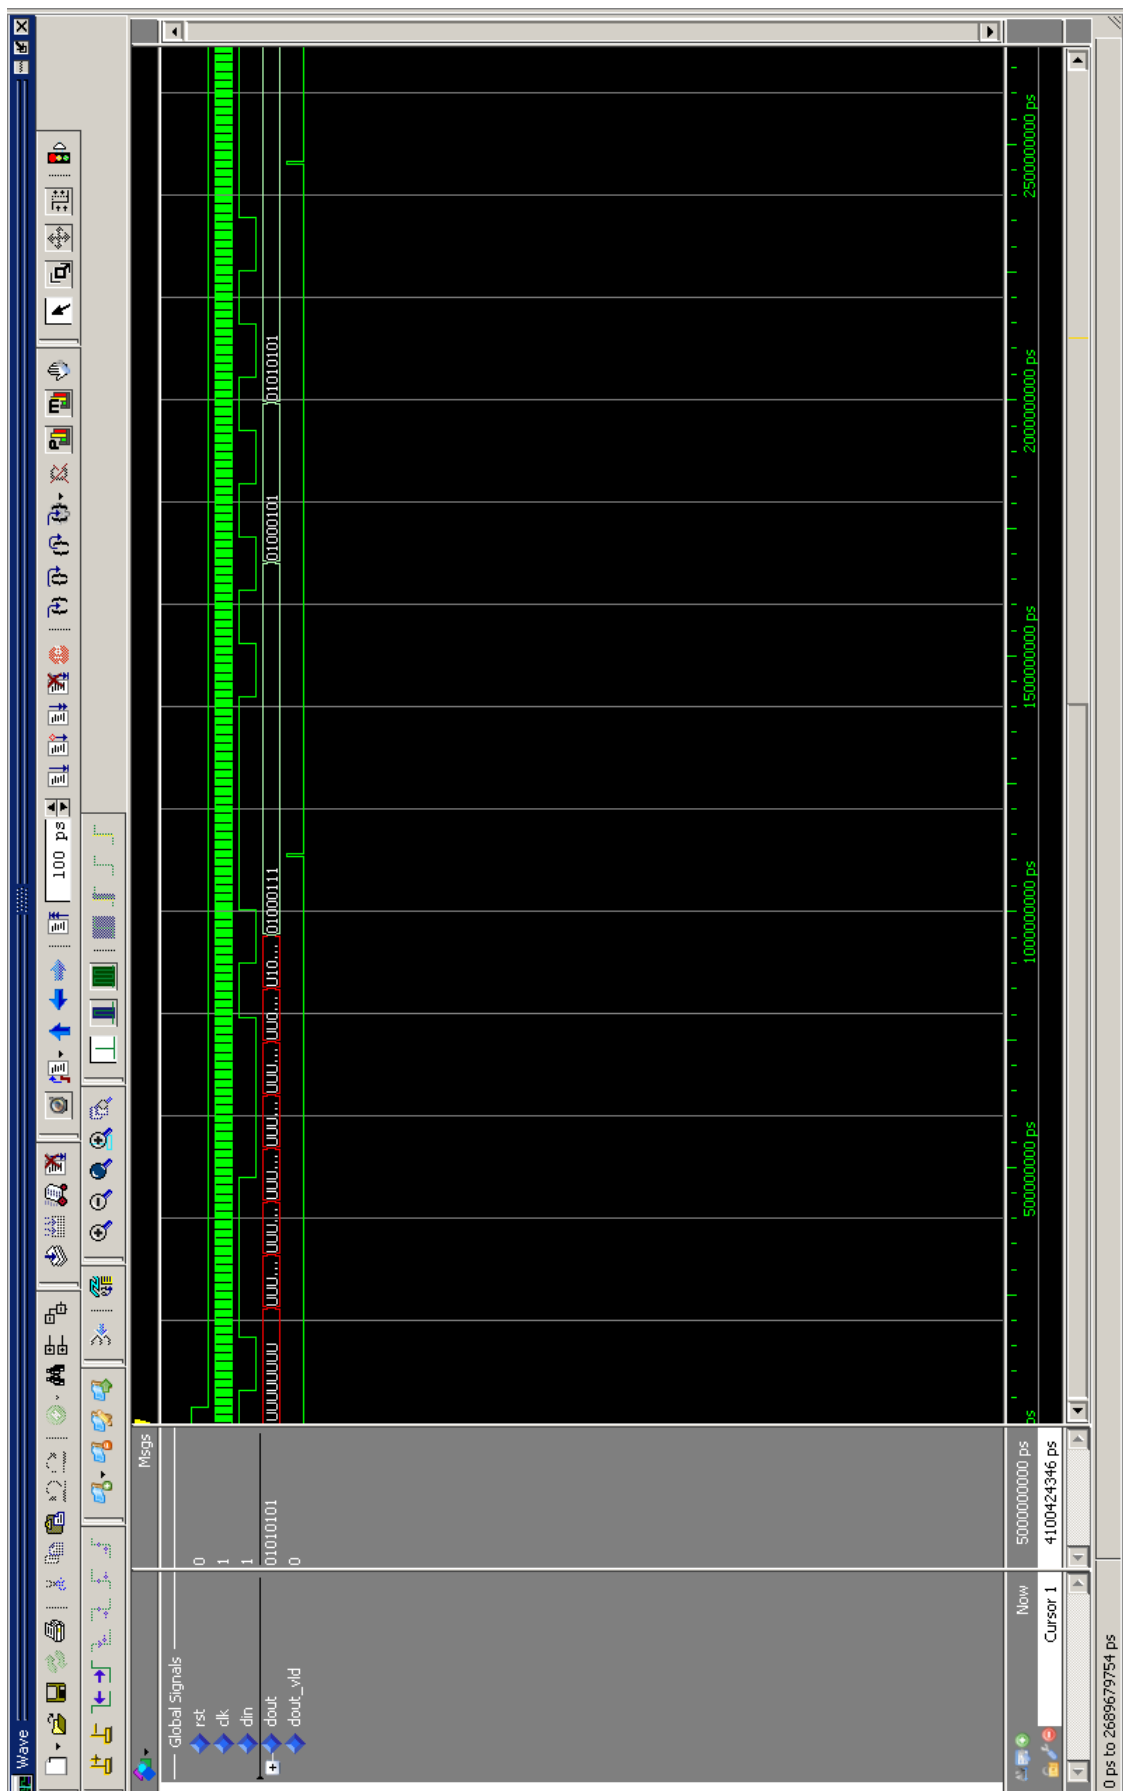 Wave
100 ps
Msgs
Global Signals
rst
0
clk
1
din
1
dout
01010101
UUUUUUUU
UUU...
UUU...
UUU...
UUU...
UUU...
UU0...
U10...
01000111
01000101
01010101
dout_vld
0
Now
5000000000 ps
ps
500000000 ps
1000000000 ps
1500000000 ps
2000000000 ps
2500000000 ps
Cursor 1
4100424346 ps
0 ps to 2689679754 ps